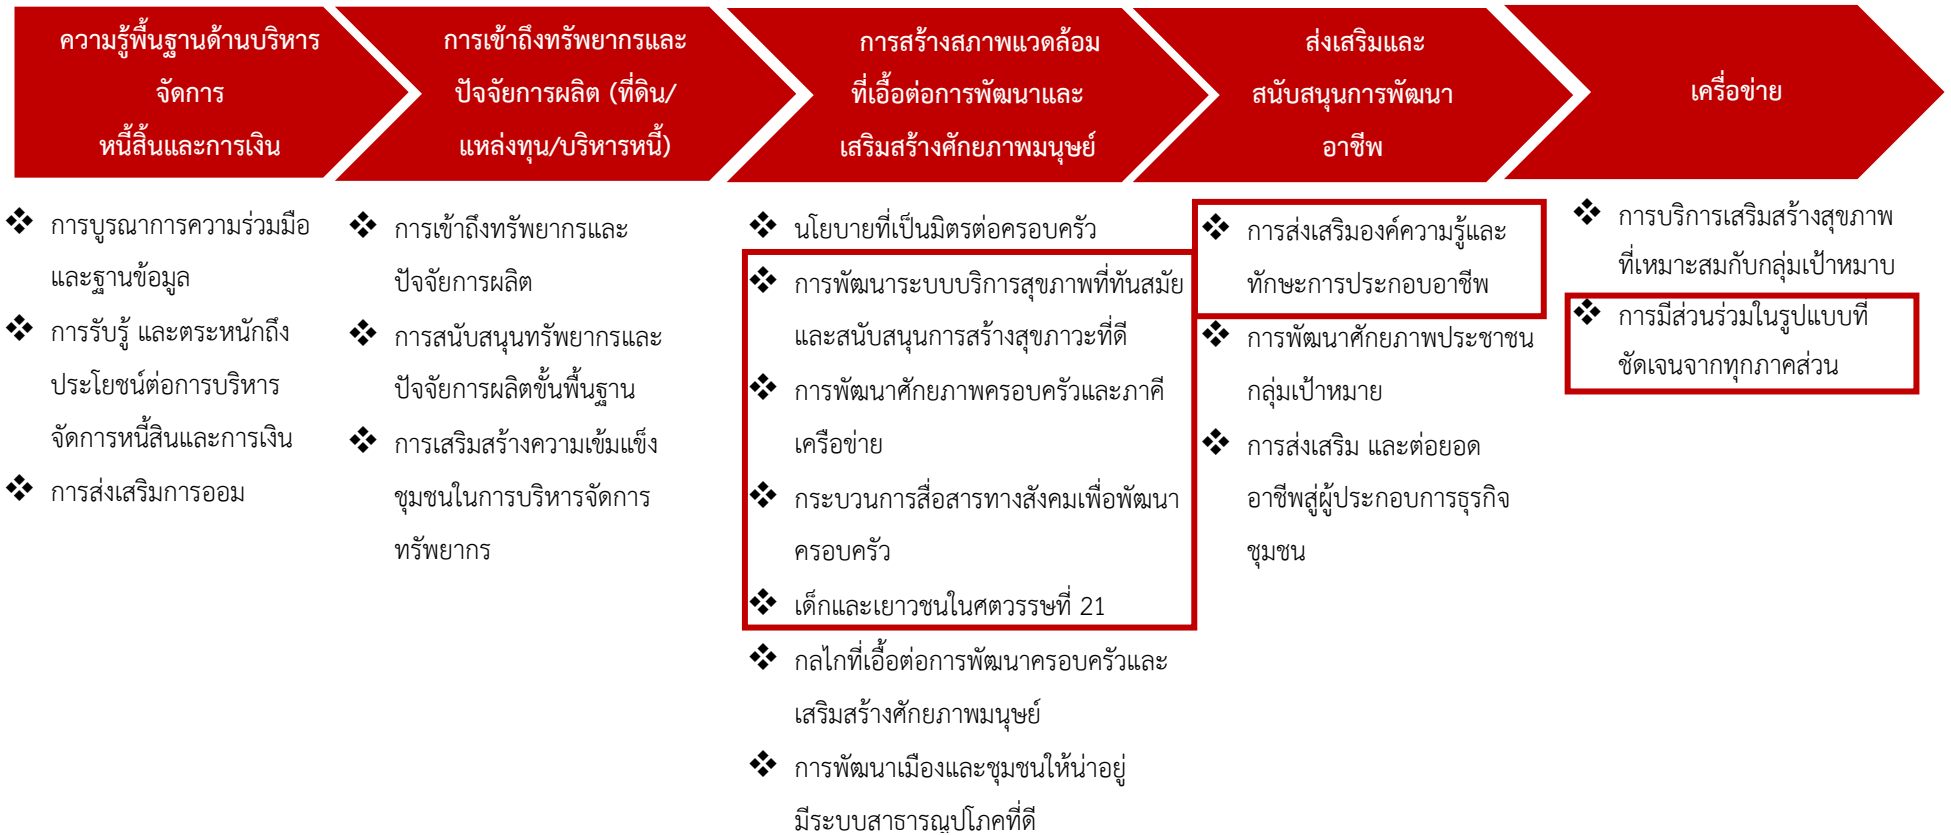 ความรู้พื้นฐานด้านบริหาร
จัดการ
หนี้สิ้นและการเงิน
การเข้าถึงทรัพยากรและ
ปัจจัยการผลิต (ที่ดิน/
แหล่งทุน/บริหารหนี้)
การสร้างสภาพแวดล้อม
ที่เอื้อต่อการพัฒนาและ
เสริมสร้างศักยภาพมนุษย์
ส่งเสริมและ
สนับสนุนการพัฒนา
อาชีพ
เครื่อข่าย
❖ การบูรณาการความร่วมมือ
และฐานข้อมูล
❖ การรับรู้ และตระหนักถึง
ประโยชน์ต่อการบริหาร
จัดการหนี้สินและการเงิน
❖ การส่งเสริมการออม
❖ การเข้าถึงทรัพยากรและ
ปัจจัยการผลิต
❖ การสนับสนุนทรัพยากรและ
ปัจจัยการผลิตขั้นพื้นฐาน
❖ การเสริมสร้างความเข้มแข็ง
ชุมชนในการบริหารจัดการ
ทรัพยากร
❖ นโยบายที่เป็นมิตรต่อครอบครัว
❖ การพัฒนาระบบบริการสุขภาพที่ทันสมัย
และสนับสนุนการสร้างสุขภาวะที่ดี
❖ การพัฒนาศักยภาพครอบครัวและภาคี
เครือข่าย
❖ กระบวนการสื่อสารทางสังคมเพื่อพัฒนา
ครอบครัว
❖ เด็กและเยาวชนในศตวรรษที่ 21
❖ กลไกที่เอื้อต่อการพัฒนาครอบครัวและ
เสริมสร้างศักยภาพมนุษย์
❖ การพัฒนาเมืองและชุมชนให้น่าอยู่
มีระบบสาธารณูปโภคที่ดี
❖ การส่งเสริมองค์ความรู้และ
ทักษะการประกอบอาชีพ
❖ การพัฒนาศักยภาพประชาชน
กลุ่มเป้าหมาย
❖ การส่งเสริม และต่อยอด
อาชีพสู่ผู้ประกอบการธุรกิจ
ชุมชน
❖ การบริการเสริมสร้างสุขภาพ
ที่เหมาะสมกับกลุ่มเป้าหมาบ
❖ การมีส่วนร่วมในรูปแบบที่
ชัดเจนจากทุกภาคส่วน